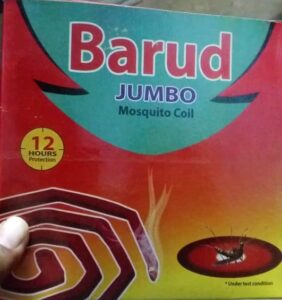 Barud
JUMBO
Mosquito Coil
12
HOURS
Protection
* Under test condition